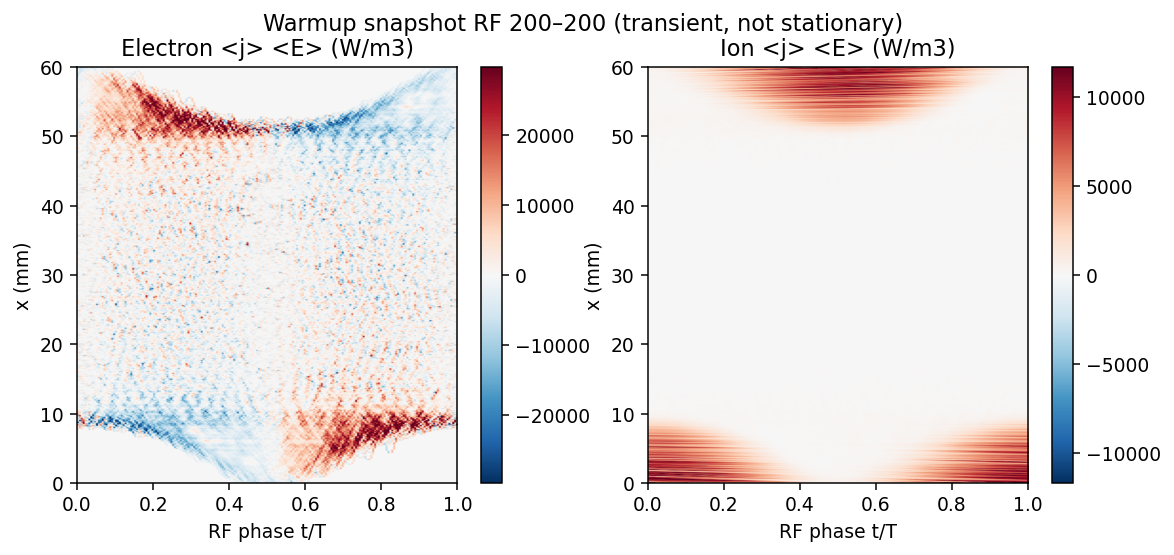 Warmup snapshot RF 200–200 (transient, not stationary)
Electron <j> <E> (W/m3)
Ion <j> <E> (W/m3)
60
50
40
30
20
10
0
x (mm)
0.0 0.2 0.4 0.6 0.8 1.0
RF phase t/T
20000
10000
0
−10000
−20000
60
50
40
30
20
10
0
x (mm)
0.0 0.2 0.4 0.6 0.8 1.0
RF phase t/T
10000
5000
0
−5000
−10000